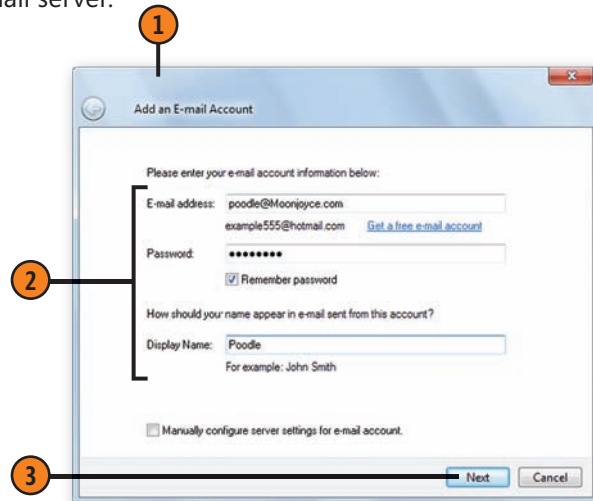 mail server.
1
Add an E-mail Account
Please enter your e-mail account information below:
E-mail address: poodle@Moonjoyce.com
example555@hotmail.com Get a free e-mail account
Password: ●●●●●●●●
Remember password
2
How should your name appear in e-mail sent from this account?
Display Name: Poodle
For example: John Smith
Manually configure server settings for e-mail account.
3
Next Cancel